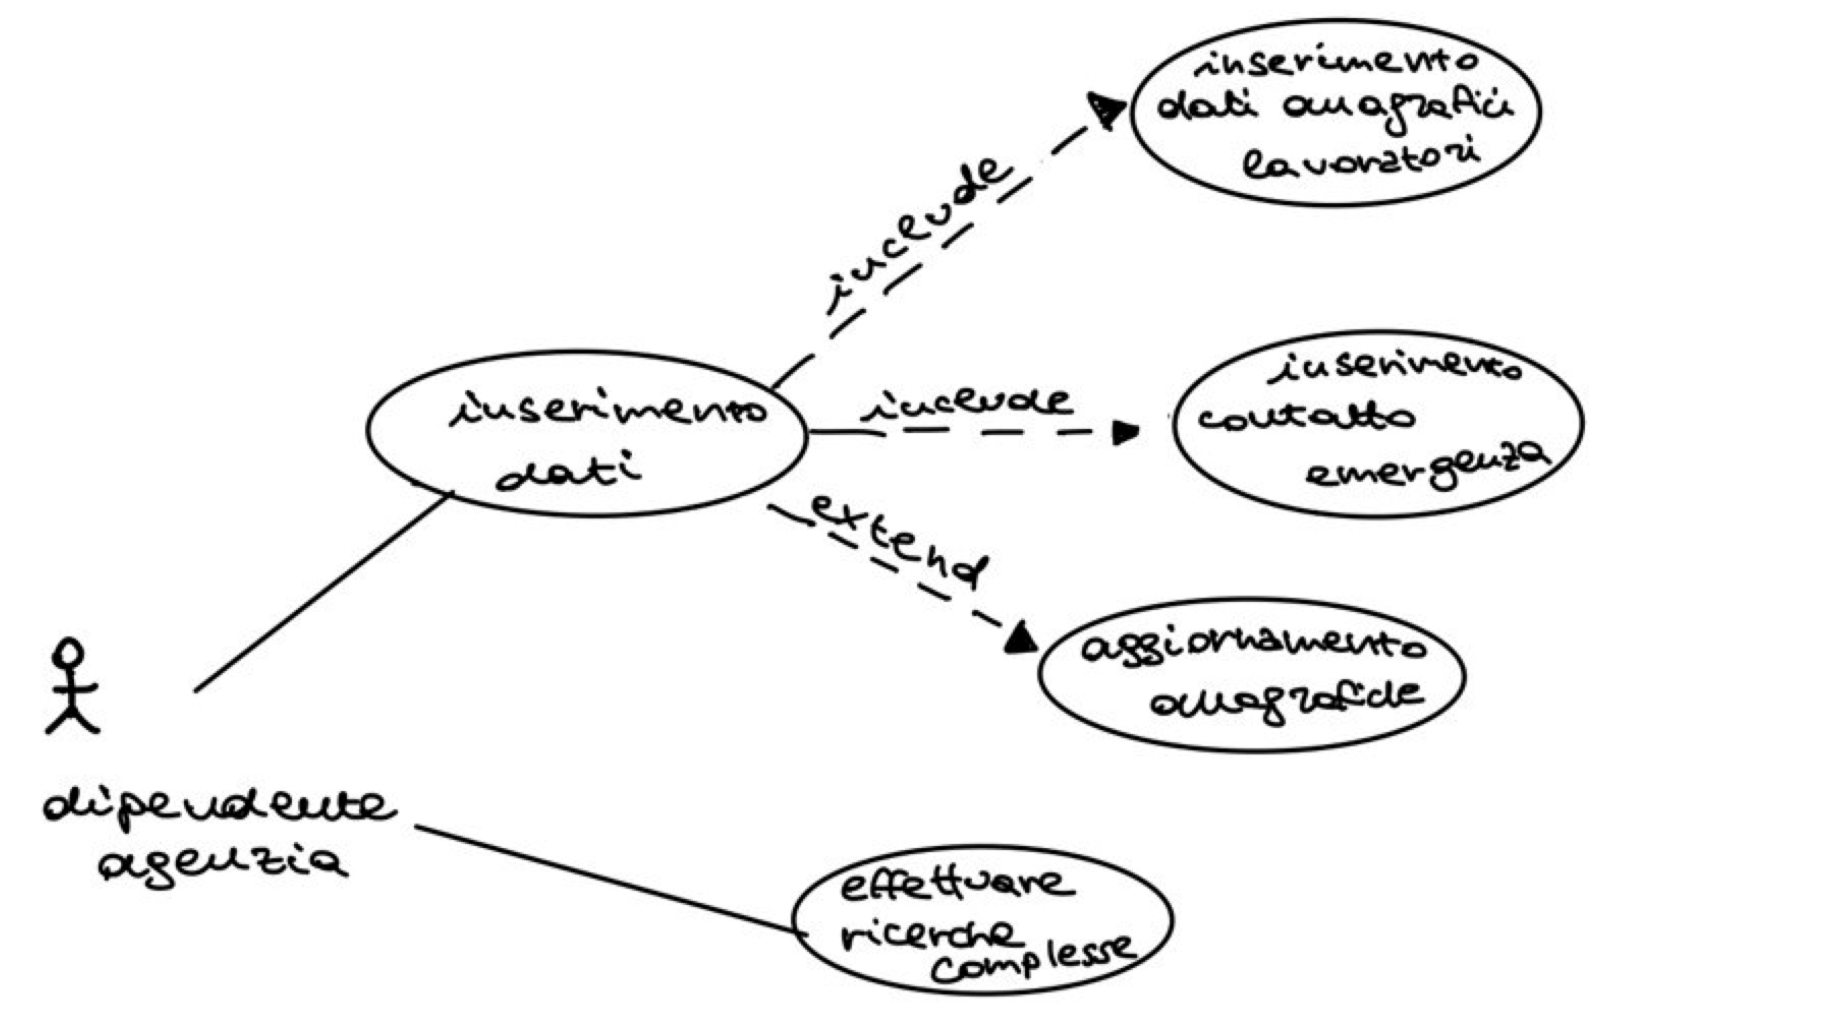 inserimento
dati anagrafici
lavoratori
include
inserimento
dati
include
inserimento
contatto
emergenza
extend
aggiornamento
anagrafiche
dipendente
agenzia
effettuare
ricerche
complesse